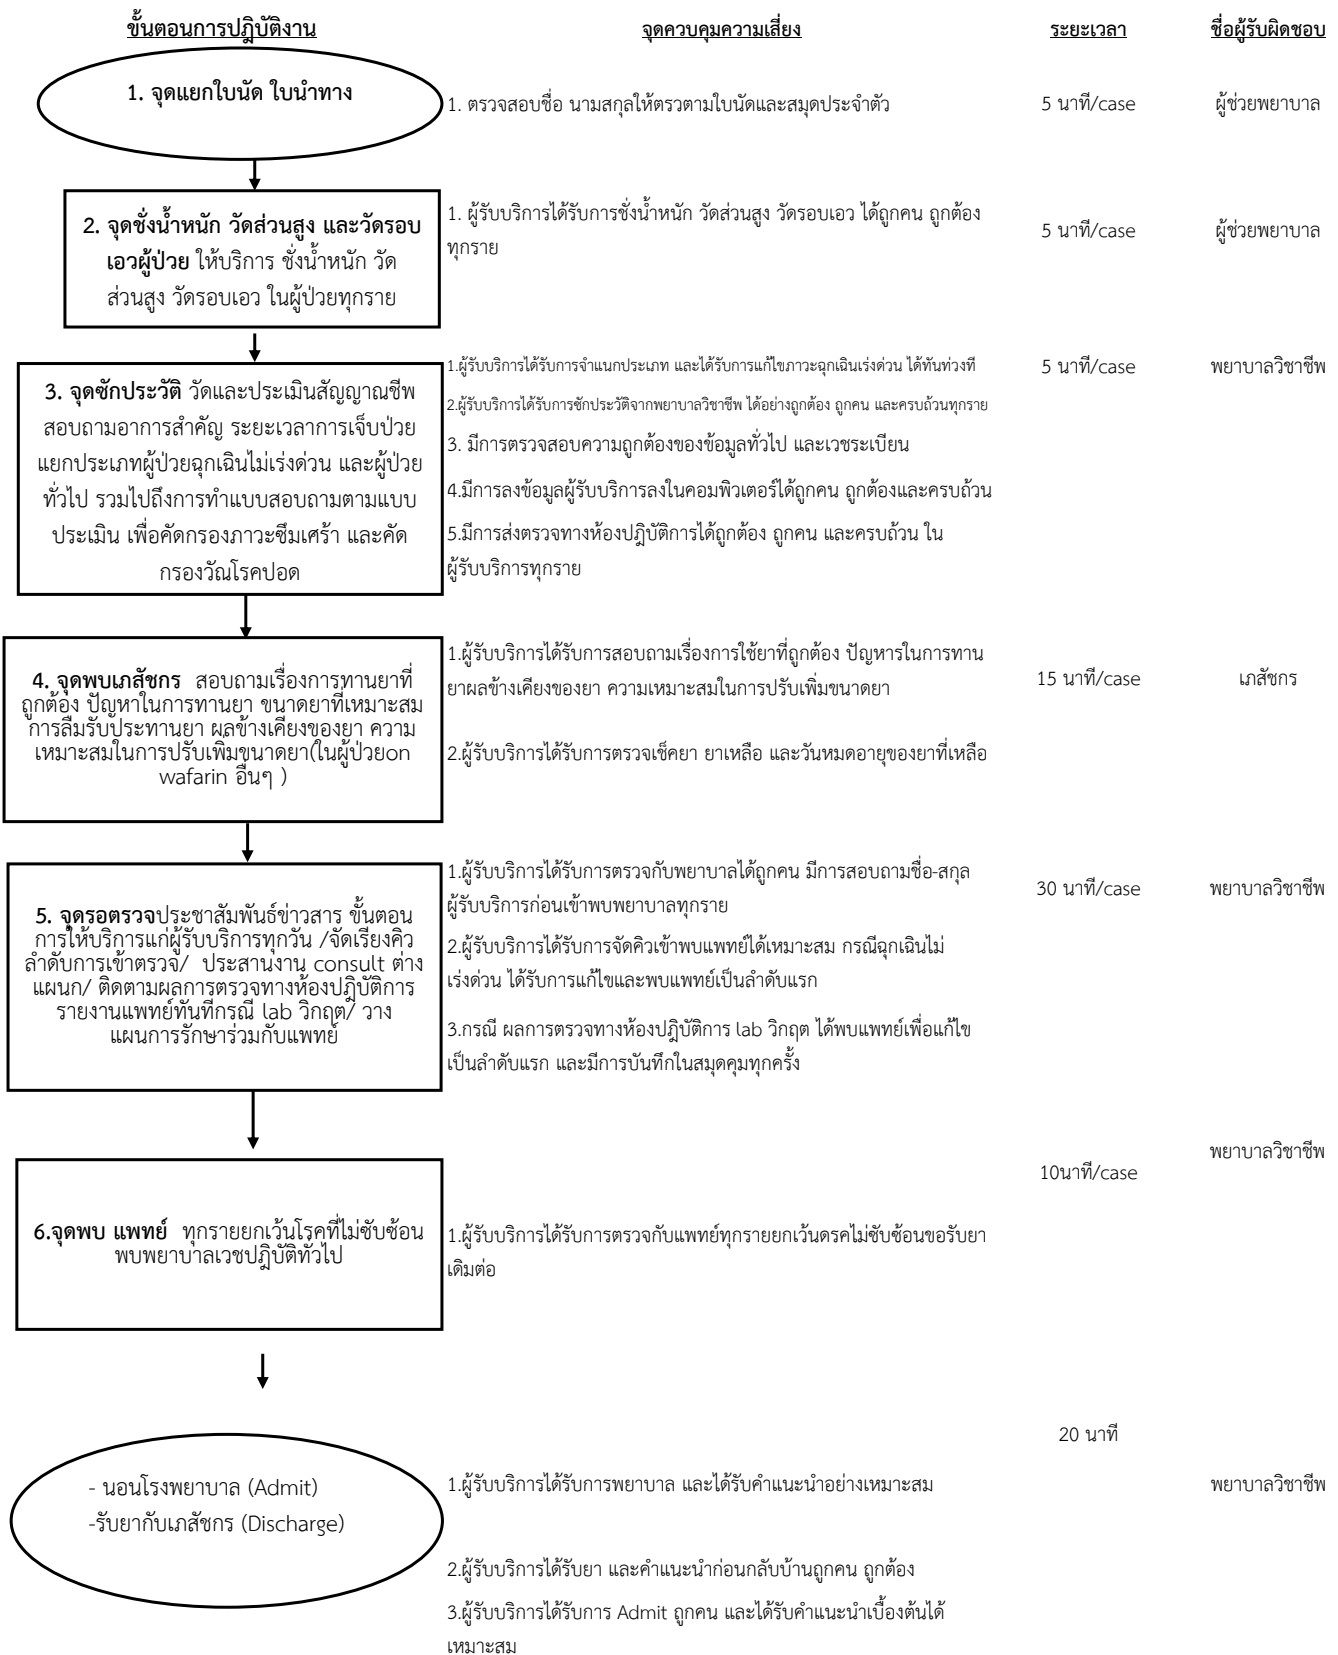 ขั้นตอนการปฏิบัติงาน
จุดควบคุมความเสี่ยง
ระยะเวลา
ชื่อผู้รับผิดชอบ
1. จุดแยกใบนัด ใบนำทาง
1. ตรวจสอบชื่อ นามสกุลให้ตรวตามใบนัดและสมุดประจำตัว
5 นาที/case
ผู้ช่วยพยาบาล
2. จุดชั่งน้ำหนัก วัดส่วนสูง และวัดรอบ
เอวผู้ป่วย ให้บริการ ชั่งน้ำหนัก วัด
ส่วนสูง วัดรอบเอว ในผู้ป่วยทุกราย
1. ผู้รับบริการได้รับการชั่งน้ำหนัก วัดส่วนสูง วัดรอบเอว ได้ถูกคน ถูกต้อง
ทุกราย
5 นาที/case
ผู้ช่วยพยาบาล
3. จุดซักประวัติ วัดและประเมินสัญญาณชีพ
สอบถามอาการสำคัญ ระยะเวลาการเจ็บป่วย
แยกประเภทผู้ป่วยฉุกเฉินไม่เร่งด่วน และผู้ป่วย
ทั่วไป รวมไปถึงการทำแบบสอบถามตามแบบ
ประเมิน เพื่อคัดกรองภาวะซึมเศร้า และคัด
กรองวัณโรคปอด
1.ผู้รับบริการได้รับการจำแนกประเภท และได้รับการแก้ไขภาวะฉุกเฉินเร่งด่วน ได้ทันท่วงที
2.ผู้รับบริการได้รับการซักประวัติจากพยาบาลวิชาชีพ ได้อย่างถูกต้อง ถูกคน และครบถ้วนทุกราย
3. มีการตรวจสอบความถูกต้องของข้อมูลทั่วไป และเวชระเบียน
4.มีการลงข้อมูลผู้รับบริการลงในคอมพิวเตอร์ได้ถูกคน ถูกต้องและครบถ้วน
5.มีการส่งตรวจทางห้องปฏิบัติการได้ถูกต้อง ถูกคน และครบถ้วน ใน
ผู้รับบริการทุกราย
5 นาที/case
พยาบาลวิชาชีพ
4. จุดพบเภสัชกร สอบถามเรื่องการทานยาที่
ถูกต้อง ปัญหาในการทานยา ขนาดยาที่เหมาะสม
การลืมรับประทานยา ผลข้างเคียงของยา ความ
เหมาะสมในการปรับเพิ่มขนาดยา(ในผู้ป่วยon
wafarin อื่นๆ )
1.ผู้รับบริการได้รับการสอบถามเรื่องการใช้ยาที่ถูกต้อง ปัญหารในการทาน
ยาผลข้างเคียงของยา ความเหมาะสมในการปรับเพิ่มขนาดยา
2.ผู้รับบริการได้รับการตรวจเช็คยา ยาเหลือ และวันหมดอายุของยาที่เหลือ
15 นาที/case
เภสัชกร
5. จุดรอตรวจประชาสัมพันธ์ข่าวสาร ขั้นตอน
การให้บริการแก่ผู้รับบริการทุกวัน /จัดเรียงคิว
ลำดับการเข้าตรวจ/ ประสานงาน consult ต่าง
แผนก/ ติดตามผลการตรวจทางห้องปฏิบัติการ
รายงานแพทย์ทันทีกรณี lab วิกฤต/ วาง
แผนการรักษาร่วมกับแพทย์
1.ผู้รับบริการได้รับการตรวจกับพยาบาลได้ถูกคน มีการสอบถามชื่อ-สกุล
ผู้รับบริการก่อนเข้าพบพยาบาลทุกราย
2.ผู้รับบริการได้รับการจัดคิวเข้าพบแพทย์ได้เหมาะสม กรณีฉุกเฉินไม่
เร่งด่วน ได้รับการแก้ไขและพบแพทย์เป็นลำดับแรก
3.กรณี ผลการตรวจทางห้องปฏิบัติการ lab วิกฤต ได้พบแพทย์เพื่อแก้ไข
เป็นลำดับแรก และมีการบันทึกในสมุดคุมทุกครั้ง
30 นาที/case
พยาบาลวิชาชีพ
6.จุดพบ แพทย์ ทุกรายยกเว้นโรคที่ไม่ซับซ้อน
พบพยาบาลเวชปฏิบัติทั่วไป
1.ผู้รับบริการได้รับการตรวจกับแพทย์ทุกรายยกเว้นดรคไม่ซับซ้อนขอรับยา
เดิมต่อ
10นาที/case
พยาบาลวิชาชีพ
- นอนโรงพยาบาล (Admit)
-รับยากับเภสัชกร (Discharge)
1.ผู้รับบริการได้รับการพยาบาล และได้รับคำแนะนำอย่างเหมาะสม
2.ผู้รับบริการได้รับยา และคำแนะนำก่อนกลับบ้านถูกคน ถูกต้อง
3.ผู้รับบริการได้รับการ Admit ถูกคน และได้รับคำแนะนำเบื้องต้นได้
เหมาะสม
20 นาที
พยาบาลวิชาชีพ